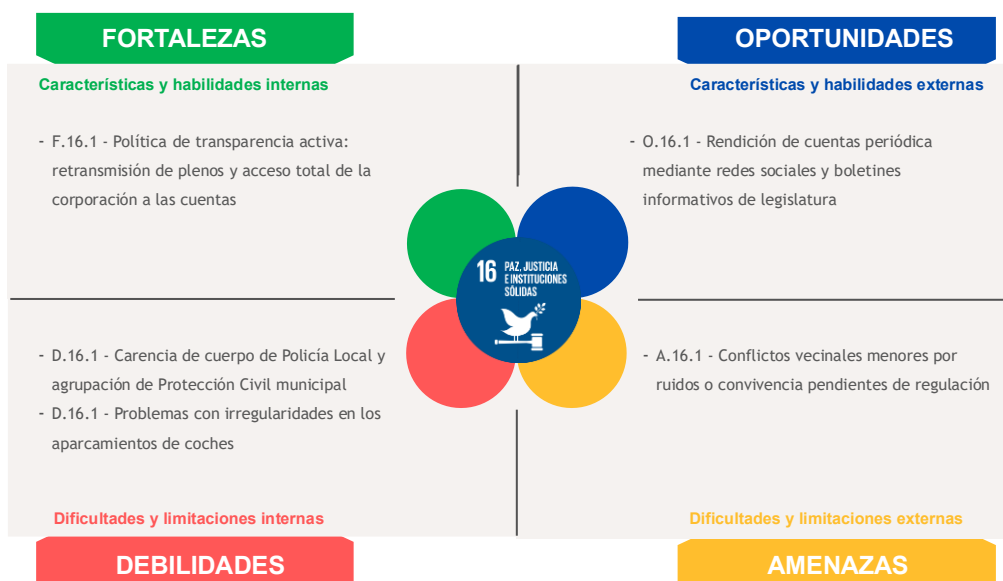 FORTALEZAS
OPORTUNIDADES
Características y habilidades internas
Características y habilidades externas
- F.16.1 - Política de transparencia activa:
retransmisión de plenos y acceso total de la
corporación a las cuentas
- O.16.1 - Rendición de cuentas periódica
mediante redes sociales y boletines
informativos de legislatura
16 PAZ, JUSTICIA
E INSTITUCIONES
SÓLIDAS
- D.16.1 - Carencia de cuerpo de Policía Local y
agrupación de Protección Civil municipal
- D.16.1 - Problemas con irregularidades en los
aparcamientos de coches
- A.16.1 - Conflictos vecinales menores por
ruidos o convivencia pendientes de regulación
Dificultades y limitaciones internas
Dificultades y limitaciones externas
DEBILIDADES
AMENAZAS